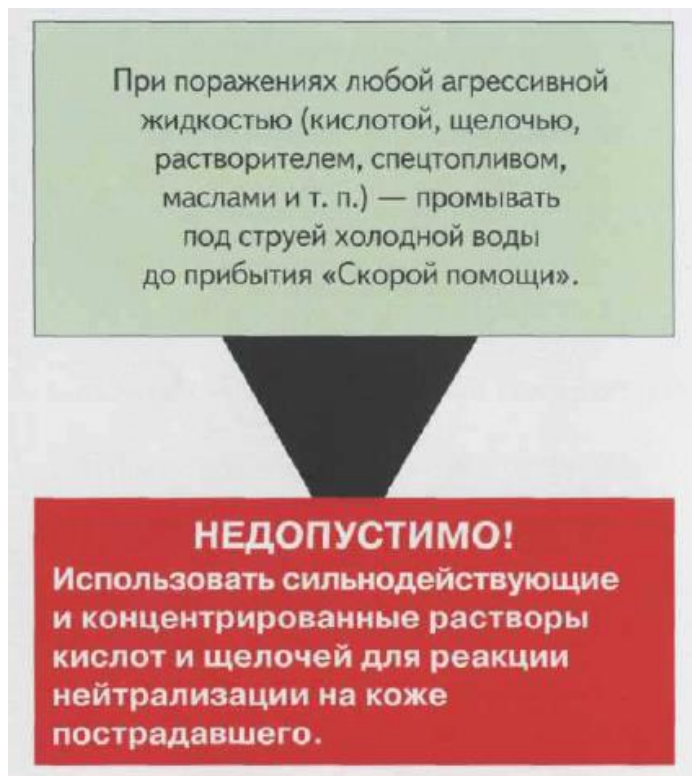 При поражениях любой агрессивной
жидкостью (кислотой, щелочью,
растворителем, спецтопливом,
маслами и т. п.) — промывать
под струей холодной воды
до прибытия «Скорой помощи».
НЕДОПУСТИМО!
Использовать сильнодействующие
и концентрированные растворы
кислот и щелочей для реакции
нейтрализации на коже
пострадавшего.